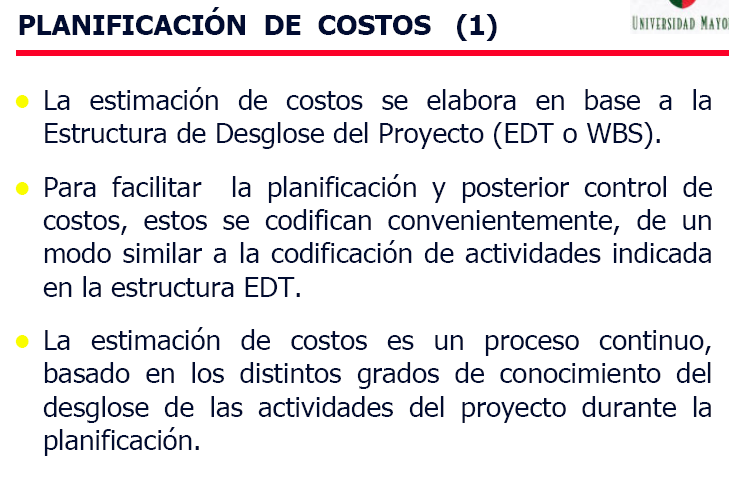 PLANIFICACIÓN DE COSTOS (1)
UNIVERSIDAD
La estimación de costos se elabora en base a la
Estructura de Desglose del Proyecto (EDT o WBS).
Para facilitar la planificación y posterior control de
costos, estos se codifican convenientemente, de un
modo similar a la codificación de actividades indicada
en la estructura EDT.
La estimación de costos es un proceso continuo,
basado en los distintos grados de conocimiento del
desglose de las actividades del proyecto durante la
planificación.